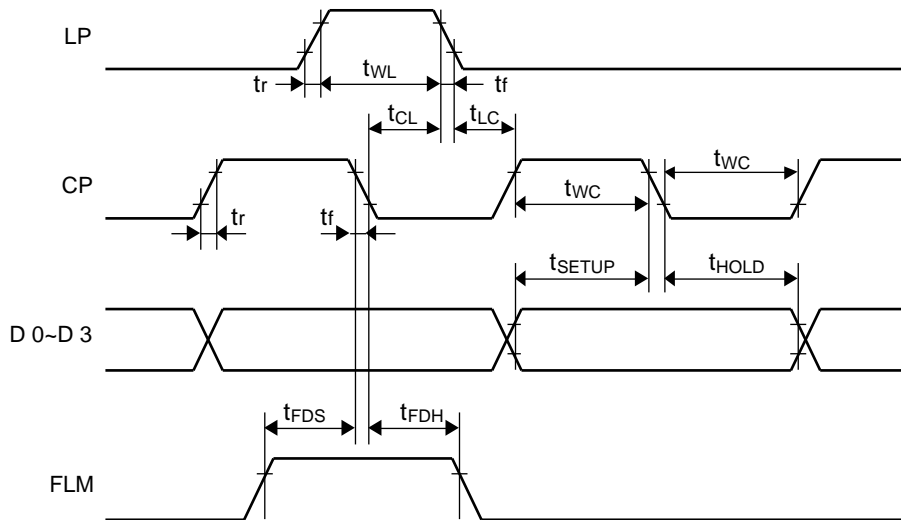 LP
tr
tWL
tf
tCL
tLC
CP
tr
tf
tWC
tWC
tSETUP
tHOLD
D 0~D 3
tFDS
tFDH
FLM